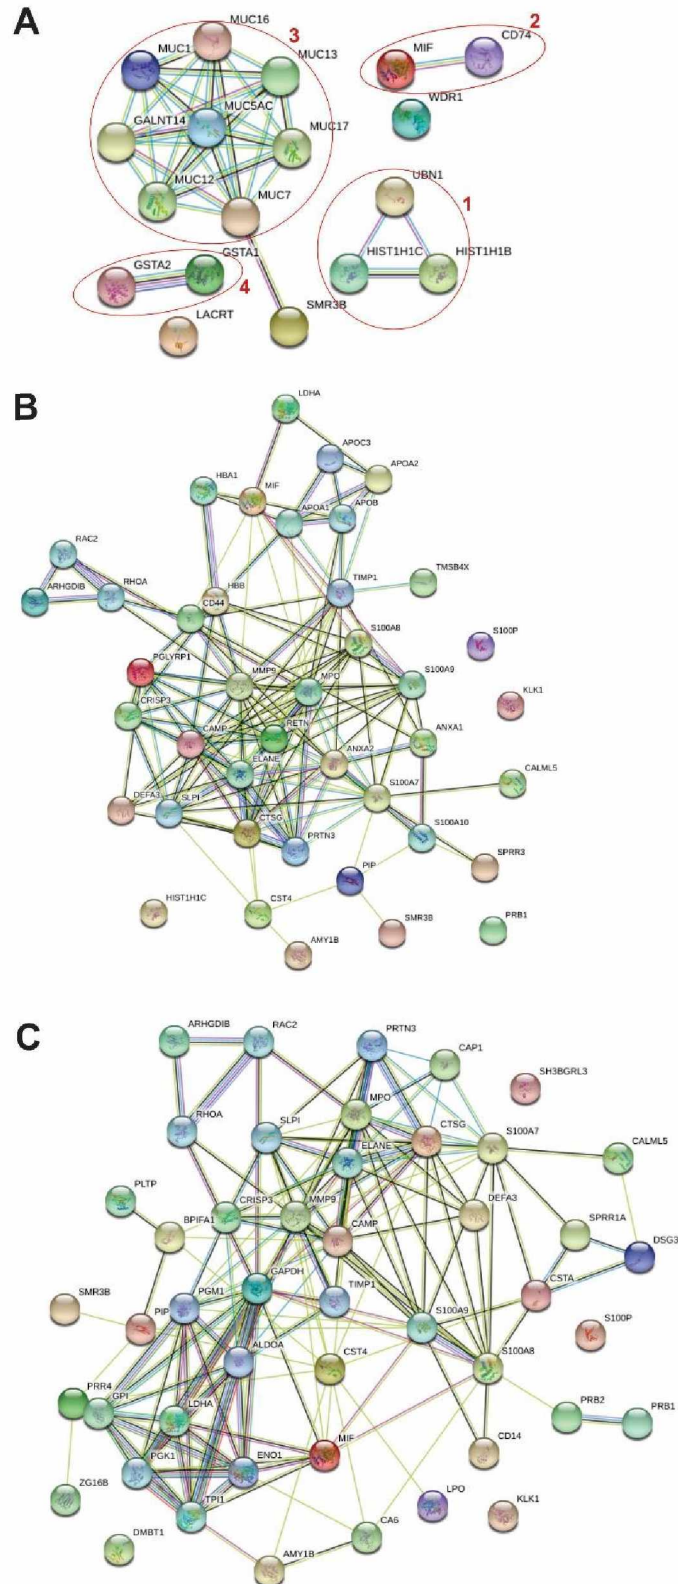 A
MUC16
3
MUC1
MUC13
MUC5AC
GALNT14
MUC17
MUC12
MUC7
2
CD74
MIF
WDR1
UBN1
1
HIST1H1C
HIST1H1B
GSTA1
GSTA2
4
SMR3B
LACRT
B
LDHA
APOC3
APOA2
HBA1
MIF
APOA1
APOB
RAC2
ARHGDIB
RHOA
HBB
TIMP1
TMSB4X
CD44
S100A8
S100P
PGLYRP1
MMP9
MPO
S100A9
KLK1
CRISP3
RETN
ANXA1
CAMP
ANXA2
ELANE
CALML5
DEFA3
SLPI
S100A7
CTSG
S100A10
PRTN3
SPRR3
PIP
HIST1H1C
CST4
SMR3B
PRB1
AMY1B
C
ARHGDIB
RAC2
PRTN3
CAP1
SH3BGRL3
MPO
RHOA
SLPI
CTSG
S100A7
CALML5
ELANE
PLTP
CRISP3
MMP9
DEFA3
BPIFA1
CAMP
SPRR1A
DSG3
GAPDH
SMR3B
PGM1
TIMP1
CSTA
PIP
S100A9
S100P
ALDOA
CST4
S100A8
PRR4
GPI
LDHA
PRB2
PRB1
MIF
CD14
PGK1
ENO1
ZG16B
TPI1
LPO
KLK1
DMBT1
CA6
AMY1B